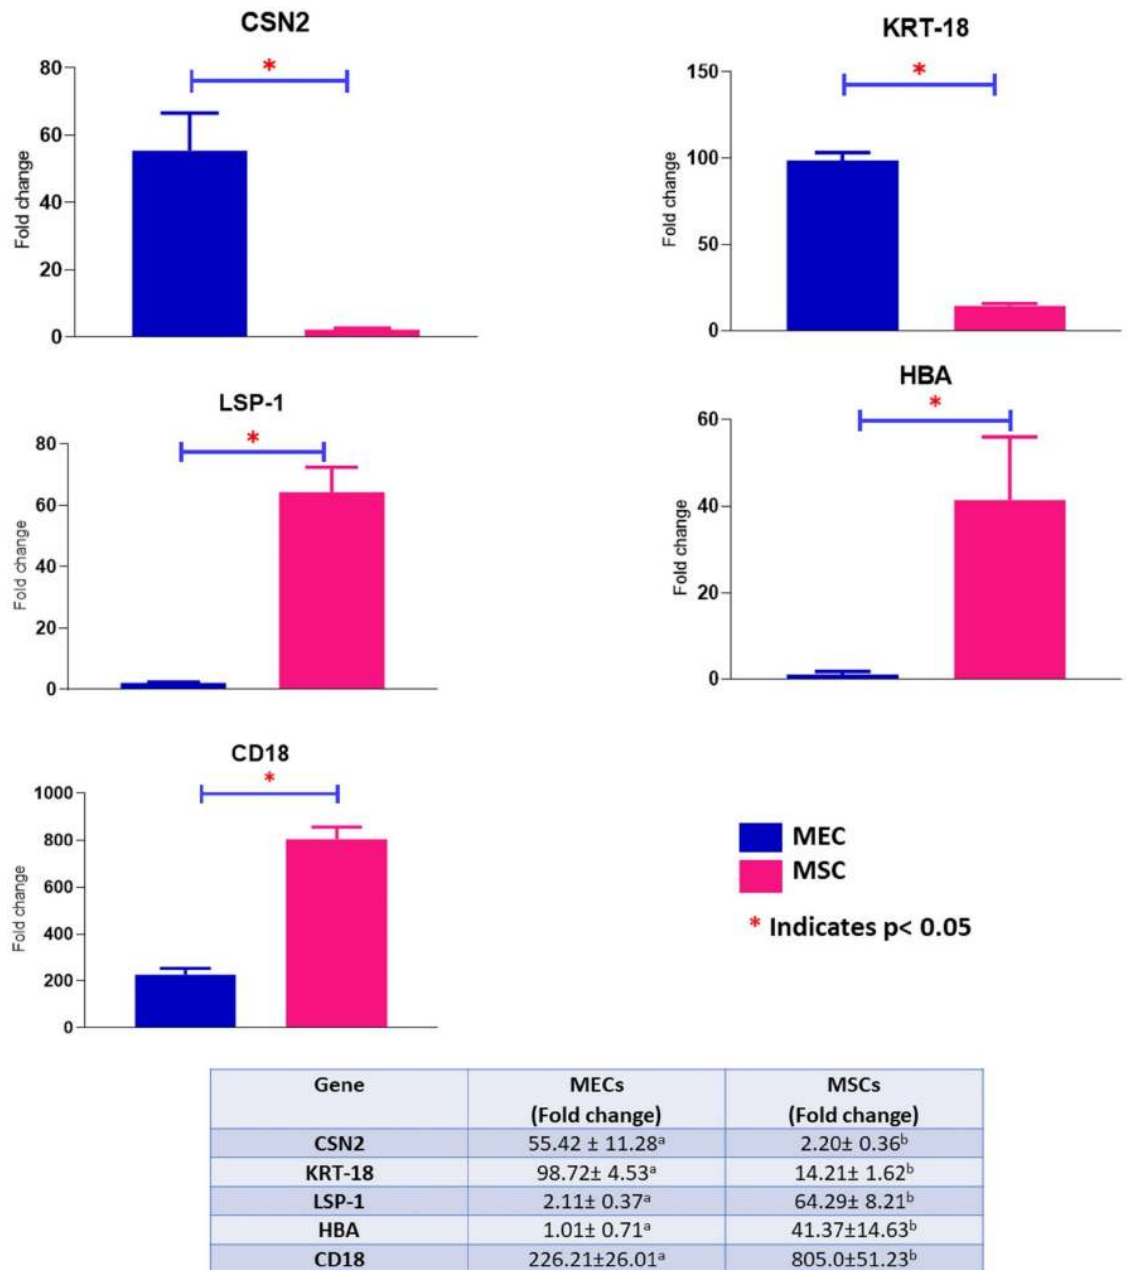 CSN2
*
80
60
40
20
0
Fold change
KRT-18
*
150
100
50
0
Fold change
LSP-1
*
80
60
40
20
0
Fold change
HBA
*
60
40
20
0
Fold change
CD18
*
1000
800
600
400
200
0
Fold change
MEC
MSC
* Indicates p< 0.05
Gene MECs MSCs
(Fold change) (Fold change)
CSN2 55.42 ± 11.28ᵃ 2.20± 0.36ᵇ
KRT-18 98.72± 4.53ᵃ 14.21± 1.62ᵇ
LSP-1 2.11± 0.37ᵃ 64.29± 8.21ᵇ
HBA 1.01± 0.71ᵃ 41.37±14.63ᵇ
CD18 226.21±26.01ᵃ 805.0±51.23ᵇ